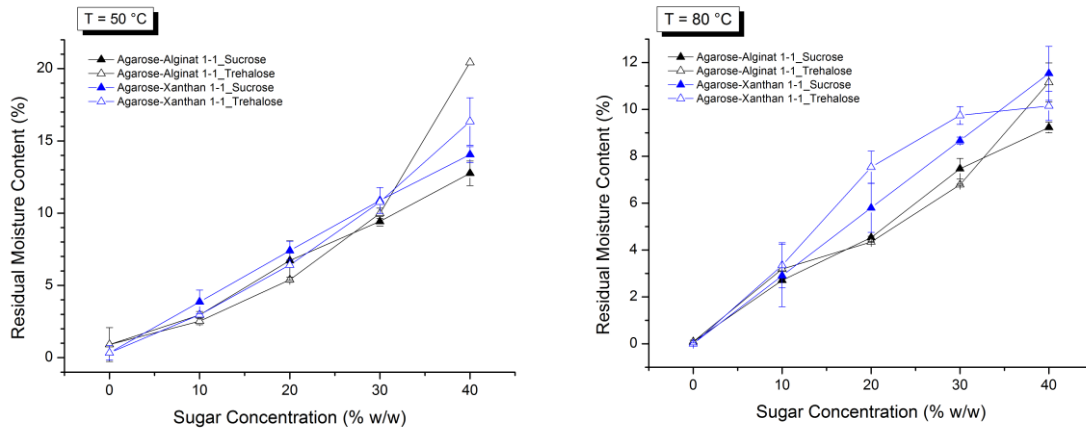 T = 50 °C
Agarose-Alginat 1-1_Sucrose
Agarose-Alginat 1-1_Trehalose
Agarose-Xanthan 1-1_Sucrose
Agarose-Xanthan 1-1_Trehalose
Residual Moisture Content (%)
20
15
10
5
0
0 10 20 30 40
Sugar Concentration (% w/w)
T = 80 °C
Agarose-Alginat 1-1_Sucrose
Agarose-Alginat 1-1_Trehalose
Agarose-Xanthan 1-1_Sucrose
Agarose-Xanthan 1-1_Trehalose
Residual Moisture Content (%)
12
10
8
6
4
2
0
0 10 20 30 40
Sugar Concentration (% w/w)